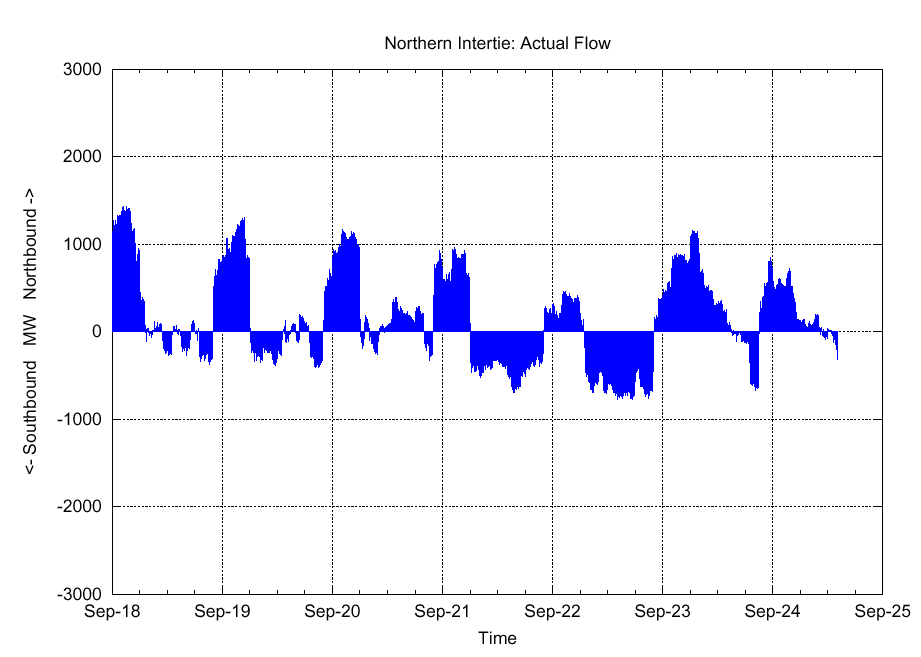 Northern Intertie: Actual Flow
3000
2000
1000
0
-1000
-2000
-3000
<- Southbound   MW   Northbound ->
Sep-18 Sep-19 Sep-20 Sep-21 Sep-22 Sep-23 Sep-24 Sep-25
Time